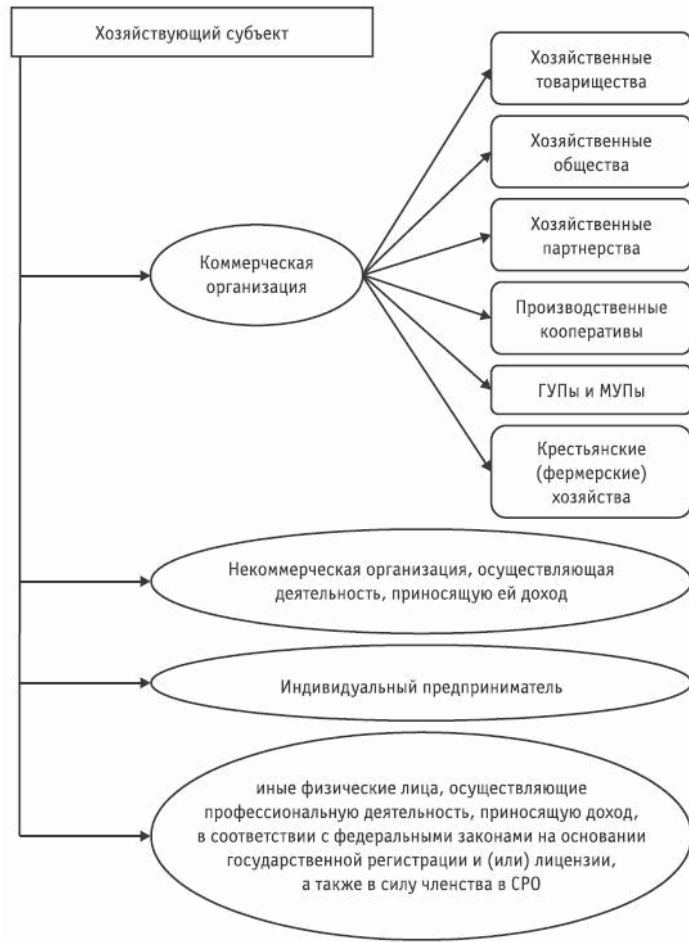 Хозяйствующий субъект
Хозяйственные
товарищества
Хозяйственные
общества
Хозяйственные
партнерства
Коммерческая
организация
Производственные
кооперативы
ГУПы и МУПы
Крестьянские
(фермерские)
хозяйства
Некоммерческая организация, осуществляющая
деятельность, приносящую ей доход
Индивидуальный предприниматель
иные физические лица, осуществляющие
профессиональную деятельность, приносящую доход,
в соответствии с федеральными законами на основании
государственной регистрации и (или) лицензии,
а также в силу членства в СРО